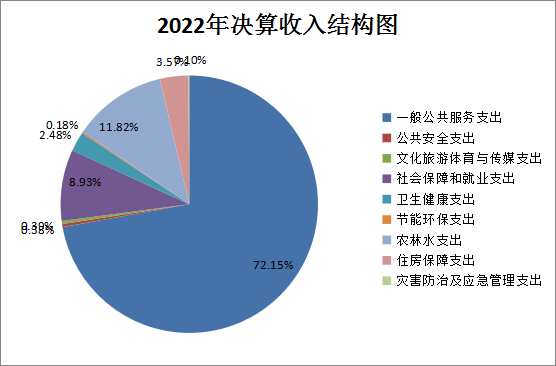 2022年决算收入结构图
3.57%
0.10%
0.18%
11.82%
2.48%
8.93%
0.39%
0.38%
72.15%
一般公共服务支出
公共安全支出
文化旅游体育与传媒支出
社会保障和就业支出
卫生健康支出
节能环保支出
农林水支出
住房保障支出
灾害防治及应急管理支出